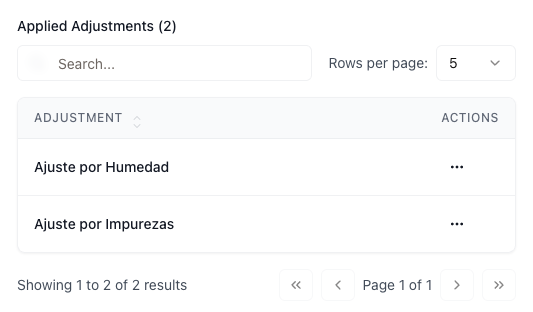 Applied Adjustments (2)
Search...
Rows per page: 5
ADJUSTMENT ACTIONS
Ajuste por Humedad ···
Ajuste por Impurezas ···
Showing 1 to 2 of 2 results « ‹ Page 1 of 1 › »